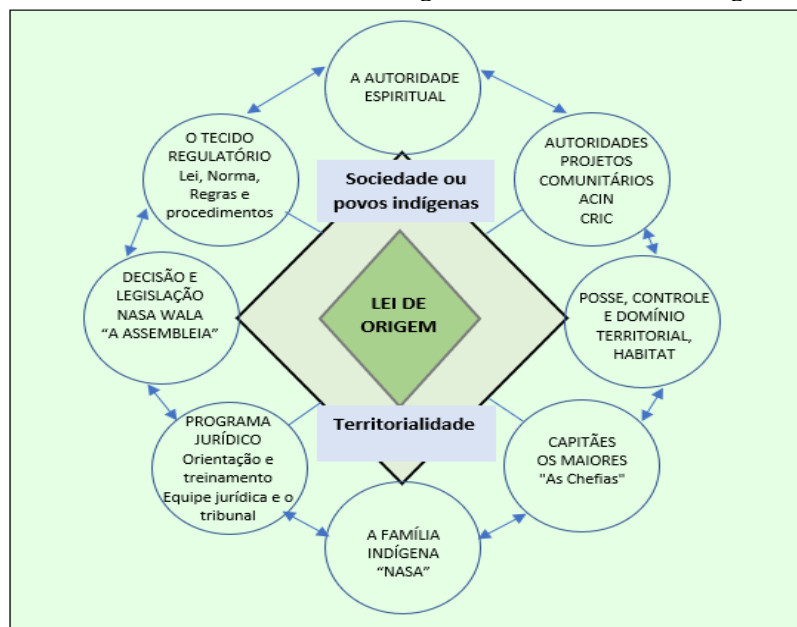 A AUTORIDADE
ESPIRITUAL
O TECIDO
REGULATÓRIO
Lei, Norma,
Regras e
procedimentos
AUTORIDADES
PROJETOS
COMUNITÁRIOS
ACIN
CRIC
Sociedade ou
povos indígenas
DECISÃO E
LEGISLAÇÃO
NASA WALA
“A ASSEMBLEIA”
LEI DE
ORIGEM
POSSE, CONTROLE
E DOMÍNIO
TERRITORIAL,
HABITAT
PROGRAMA
JURÍDICO
Orientação e
treinamento
Equipe jurídica e o
tribunal
Territorialidade
CAPITÃES
OS MAIORES
"As Chefias"
A FAMÍLIA
INDÍGENA
“NASA”